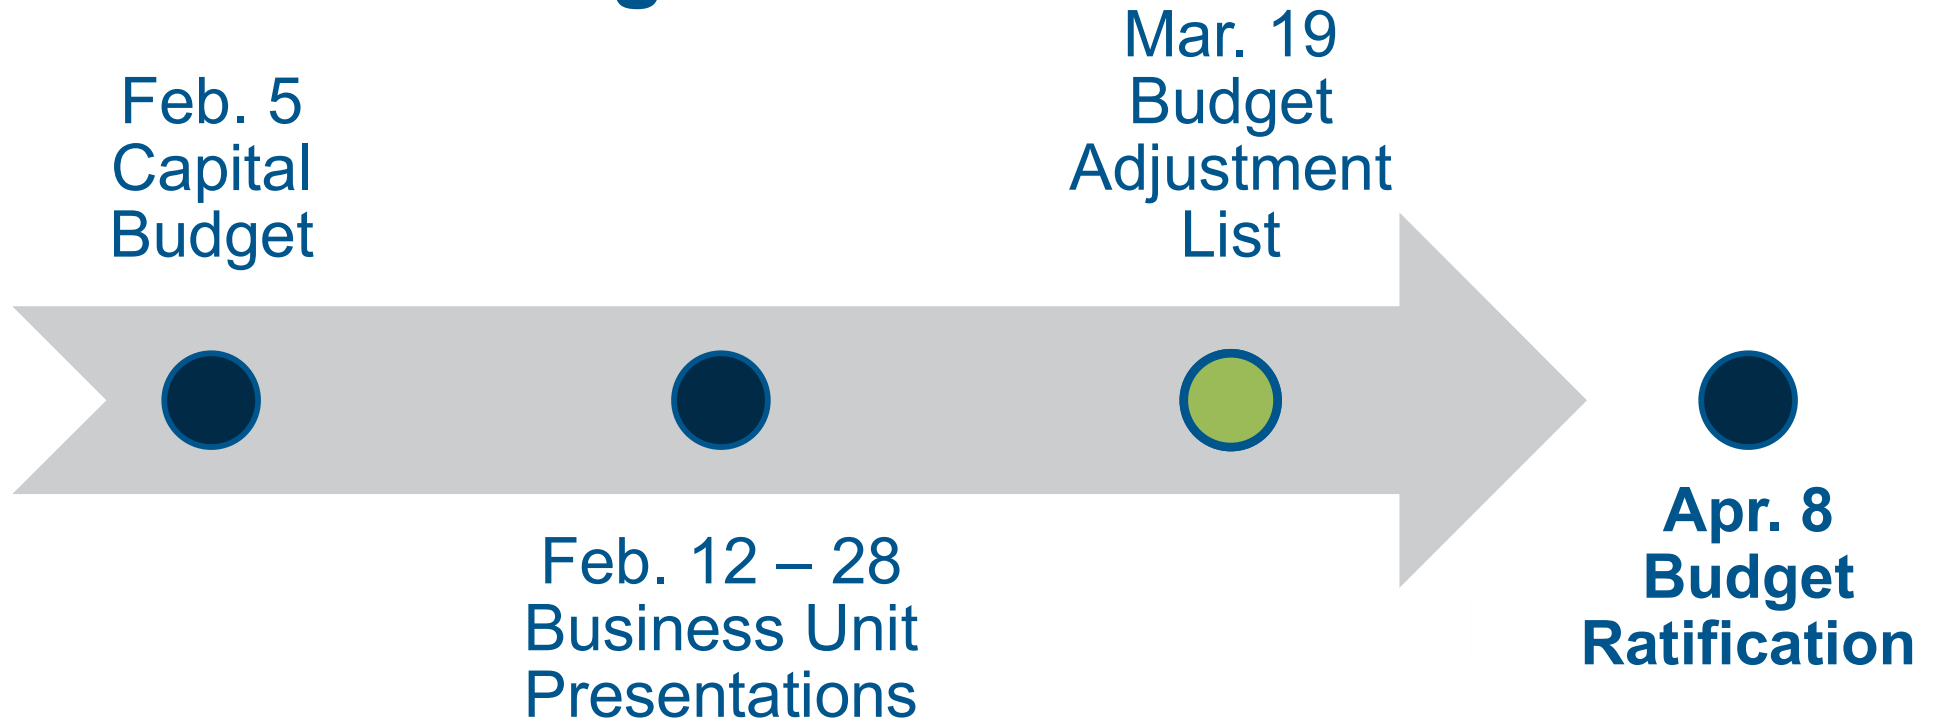 Feb. 5
Capital
Budget
Feb. 12 – 28
Business Unit
Presentations
Mar. 19
Budget
Adjustment
List
Apr. 8
Budget
Ratification